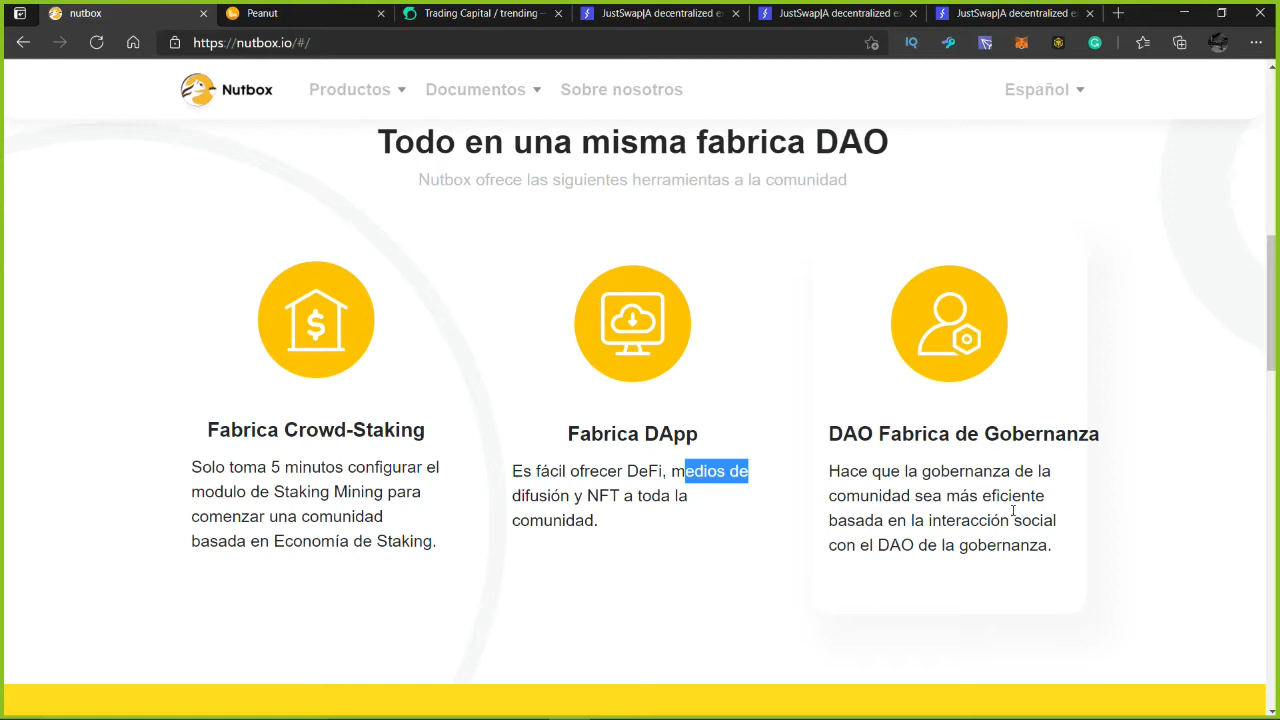 nutbox
Peanut
Trading Capital / trending –
JustSwap|A decentralized e
JustSwap|A decentralized e
JustSwap|A decentralized e
https://nutbox.io/#/
Nutbox
Productos
Documentos
Sobre nosotros
Español
Todo en una misma fabrica DAO
Nutbox ofrece las siguientes herramientas a la comunidad
Fabrica Crowd-Staking
Solo toma 5 minutos configurar el
modulo de Staking Mining para
comenzar una comunidad
basada en Economía de Staking.
Fabrica DApp
Es fácil ofrecer DeFi, medios de
difusión y NFT a toda la
comunidad.
DAO Fabrica de Gobernanza
Hace que la gobernanza de la
comunidad sea más eficiente
basada en la interacción social
con el DAO de la gobernanza.